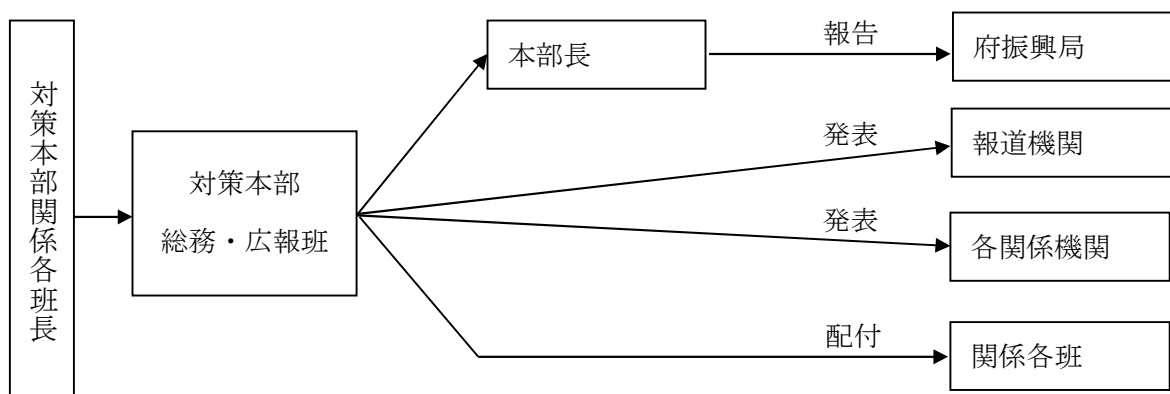 対策本部関係各班長
対策本部
総務・広報班
本部長
報告
府振興局
発表
報道機関
発表
各関係機関
配付
関係各班